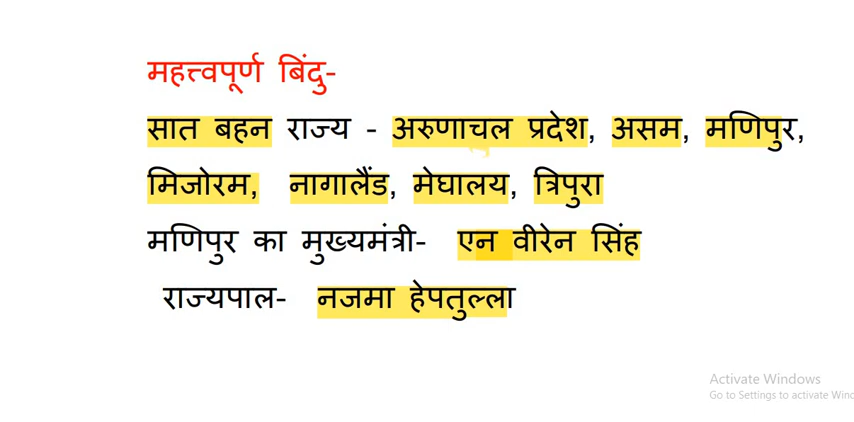 महत्त्वपूर्ण बिंदु-
सात बहन राज्य - अरुणाचल प्रदेश, असम, मणिपुर,
मिजोरम, नागालैंड, मेघालय, त्रिपुरा
मणिपुर का मुख्यमंत्री- एन वीरेन सिंह
राज्यपाल- नजमा हेपतुल्ला
Activate Windows
Go to Settings to activate Winc